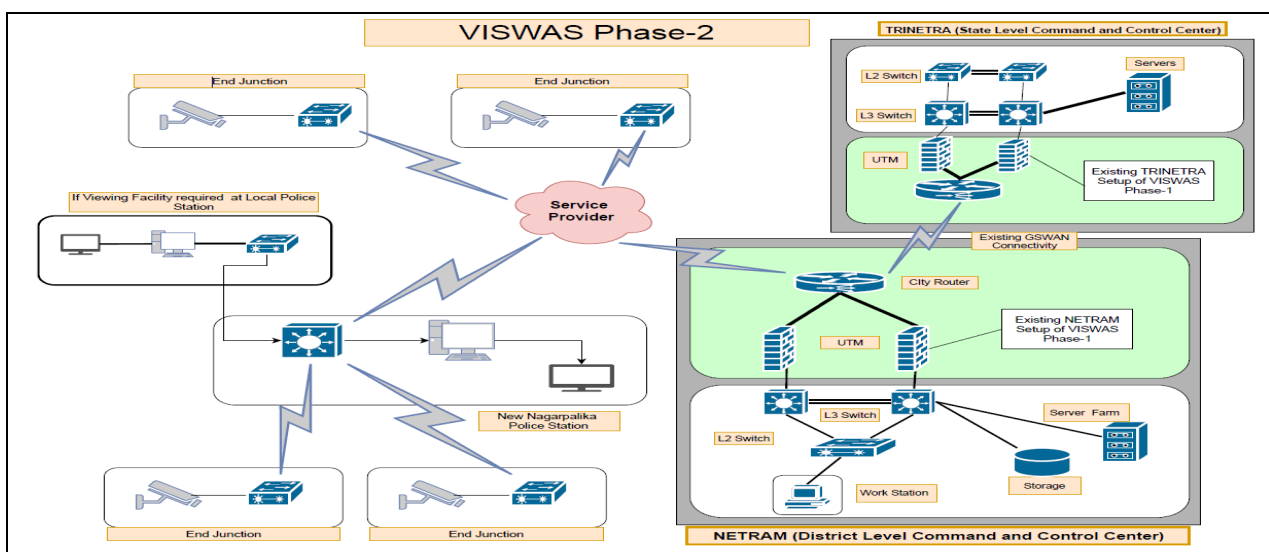 VISWAS Phase-2
TRINETRA (State Level Command and Control Center)
End Junction
End Junction
L2 Switch
Servers
L3 Switch
UTM
Existing TRINETRA
Setup of VISWAS
Phase-1
If Viewing Facility required at Local Police
Station
Service
Provider
Existing GSWAN
Connectivity
CIty Router
UTM
Existing NETRAM
Setup of VISWAS
Phase-1
New Nagarpalika
Police Station
L3 Switch
L2 Switch
Server Farm
Storage
Work Station
End Junction
End Junction
NETRAM (District Level Command and Control Center)